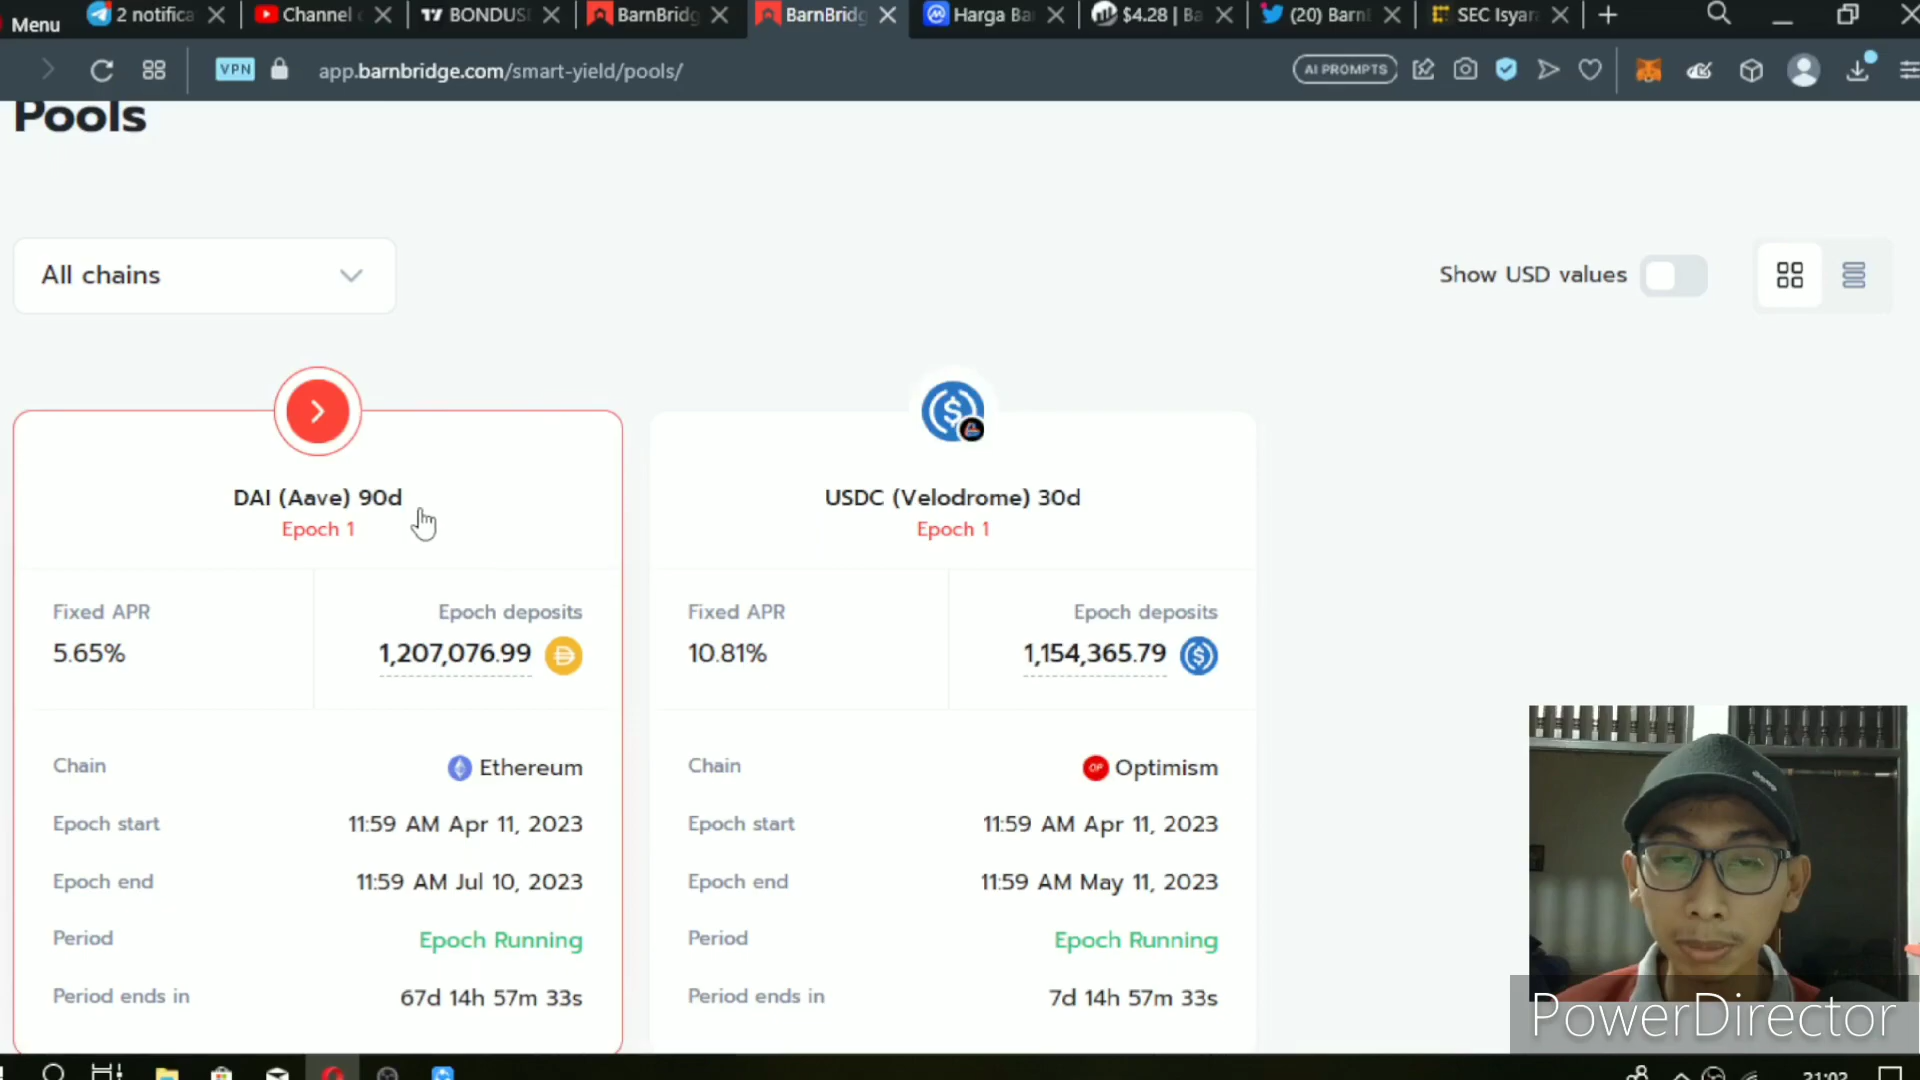 Menu
2 notifica
Channel
BONDUS
BarnBridg
BarnBridg
Harga Ba
$4.28 | Ba
(20) Barn
SEC Isyar
VPN
app.barnbridge.com/smart-yield/pools/
AI PROMPTS
Pools
All chains
Show USD values
DAI (Aave) 90d
Epoch 1
Fixed APR
Epoch deposits
5.65%
1,207,076.99
Chain
Ethereum
Epoch start
11:59 AM Apr 11, 2023
Epoch end
11:59 AM Jul 10, 2023
Period
Epoch Running
Period ends in
67d 14h 57m 33s
USDC (Velodrome) 30d
Epoch 1
Fixed APR
Epoch deposits
10.81%
1,154,365.79
Chain
OP
Optimism
Epoch start
11:59 AM Apr 11, 2023
Epoch end
11:59 AM May 11, 2023
Period
Epoch Running
Period ends in
7d 14h 57m 33s
PowerDirector
21:02